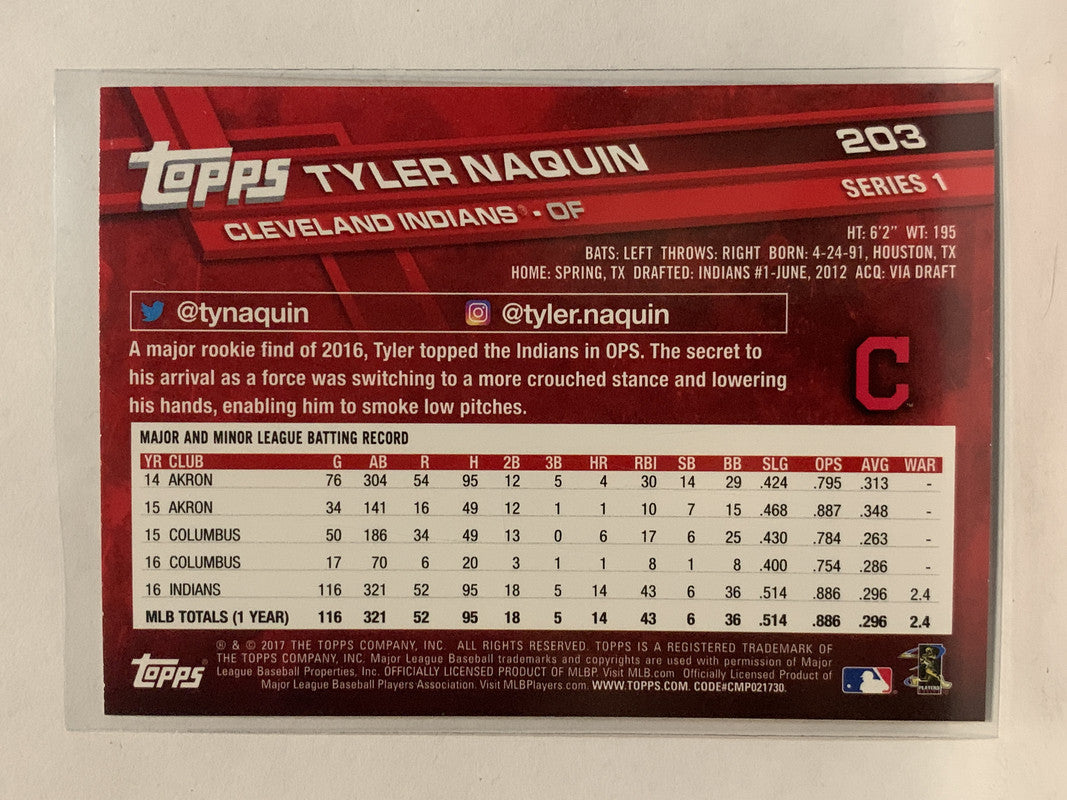 TOPPS TYLER NAQUIN 203
CLEVELAND INDIANS® - OF SERIES 1
HT: 6'2" WT: 195
BATS: LEFT THROWS: RIGHT BORN: 4-24-91, HOUSTON, TX
HOME: SPRING, TX DRAFTED: INDIANS #1-JUNE, 2012 ACQ: VIA DRAFT
@tynaquin @tyler.naquin
A major rookie find of 2016, Tyler topped the Indians in OPS. The secret to
his arrival as a force was switching to a more crouched stance and lowering
his hands, enabling him to smoke low pitches.
C
MAJOR AND MINOR LEAGUE BATTING RECORD
YR CLUB G AB R H 2B 3B HR RBI SB BB SLG OPS AVG WAR
14 AKRON 76 304 54 95 12 5 4 30 14 29 .424 .795 .313 -
15 AKRON 34 141 16 49 12 1 1 10 7 15 .468 .887 .348 -
15 COLUMBUS 50 186 34 49 13 0 6 17 6 25 .430 .784 .263 -
16 COLUMBUS 17 70 6 20 3 1 1 8 1 8 .400 .754 .286 -
16 INDIANS 116 321 52 95 18 5 14 43 6 36 .514 .886 .296 2.4
MLB TOTALS (1 YEAR) 116 321 52 95 18 5 14 43 6 36 .514 .886 .296 2.4
® & © 2017 THE TOPPS COMPANY, INC. ALL RIGHTS RESERVED. TOPPS IS A REGISTERED TRADEMARK OF
THE TOPPS COMPANY, INC. Major League Baseball trademarks and copyrights are used with permission of Major
League Baseball Properties, Inc. OFFICIALLY LICENSED PRODUCT OF MLBP. Visit MLB.com Officially Licensed Product of
Major League Baseball Players Association. Visit MLBPlayers.com. WWW.TOPPS.COM. CODE#CMP021730.
TOPPS®
PLAYERS